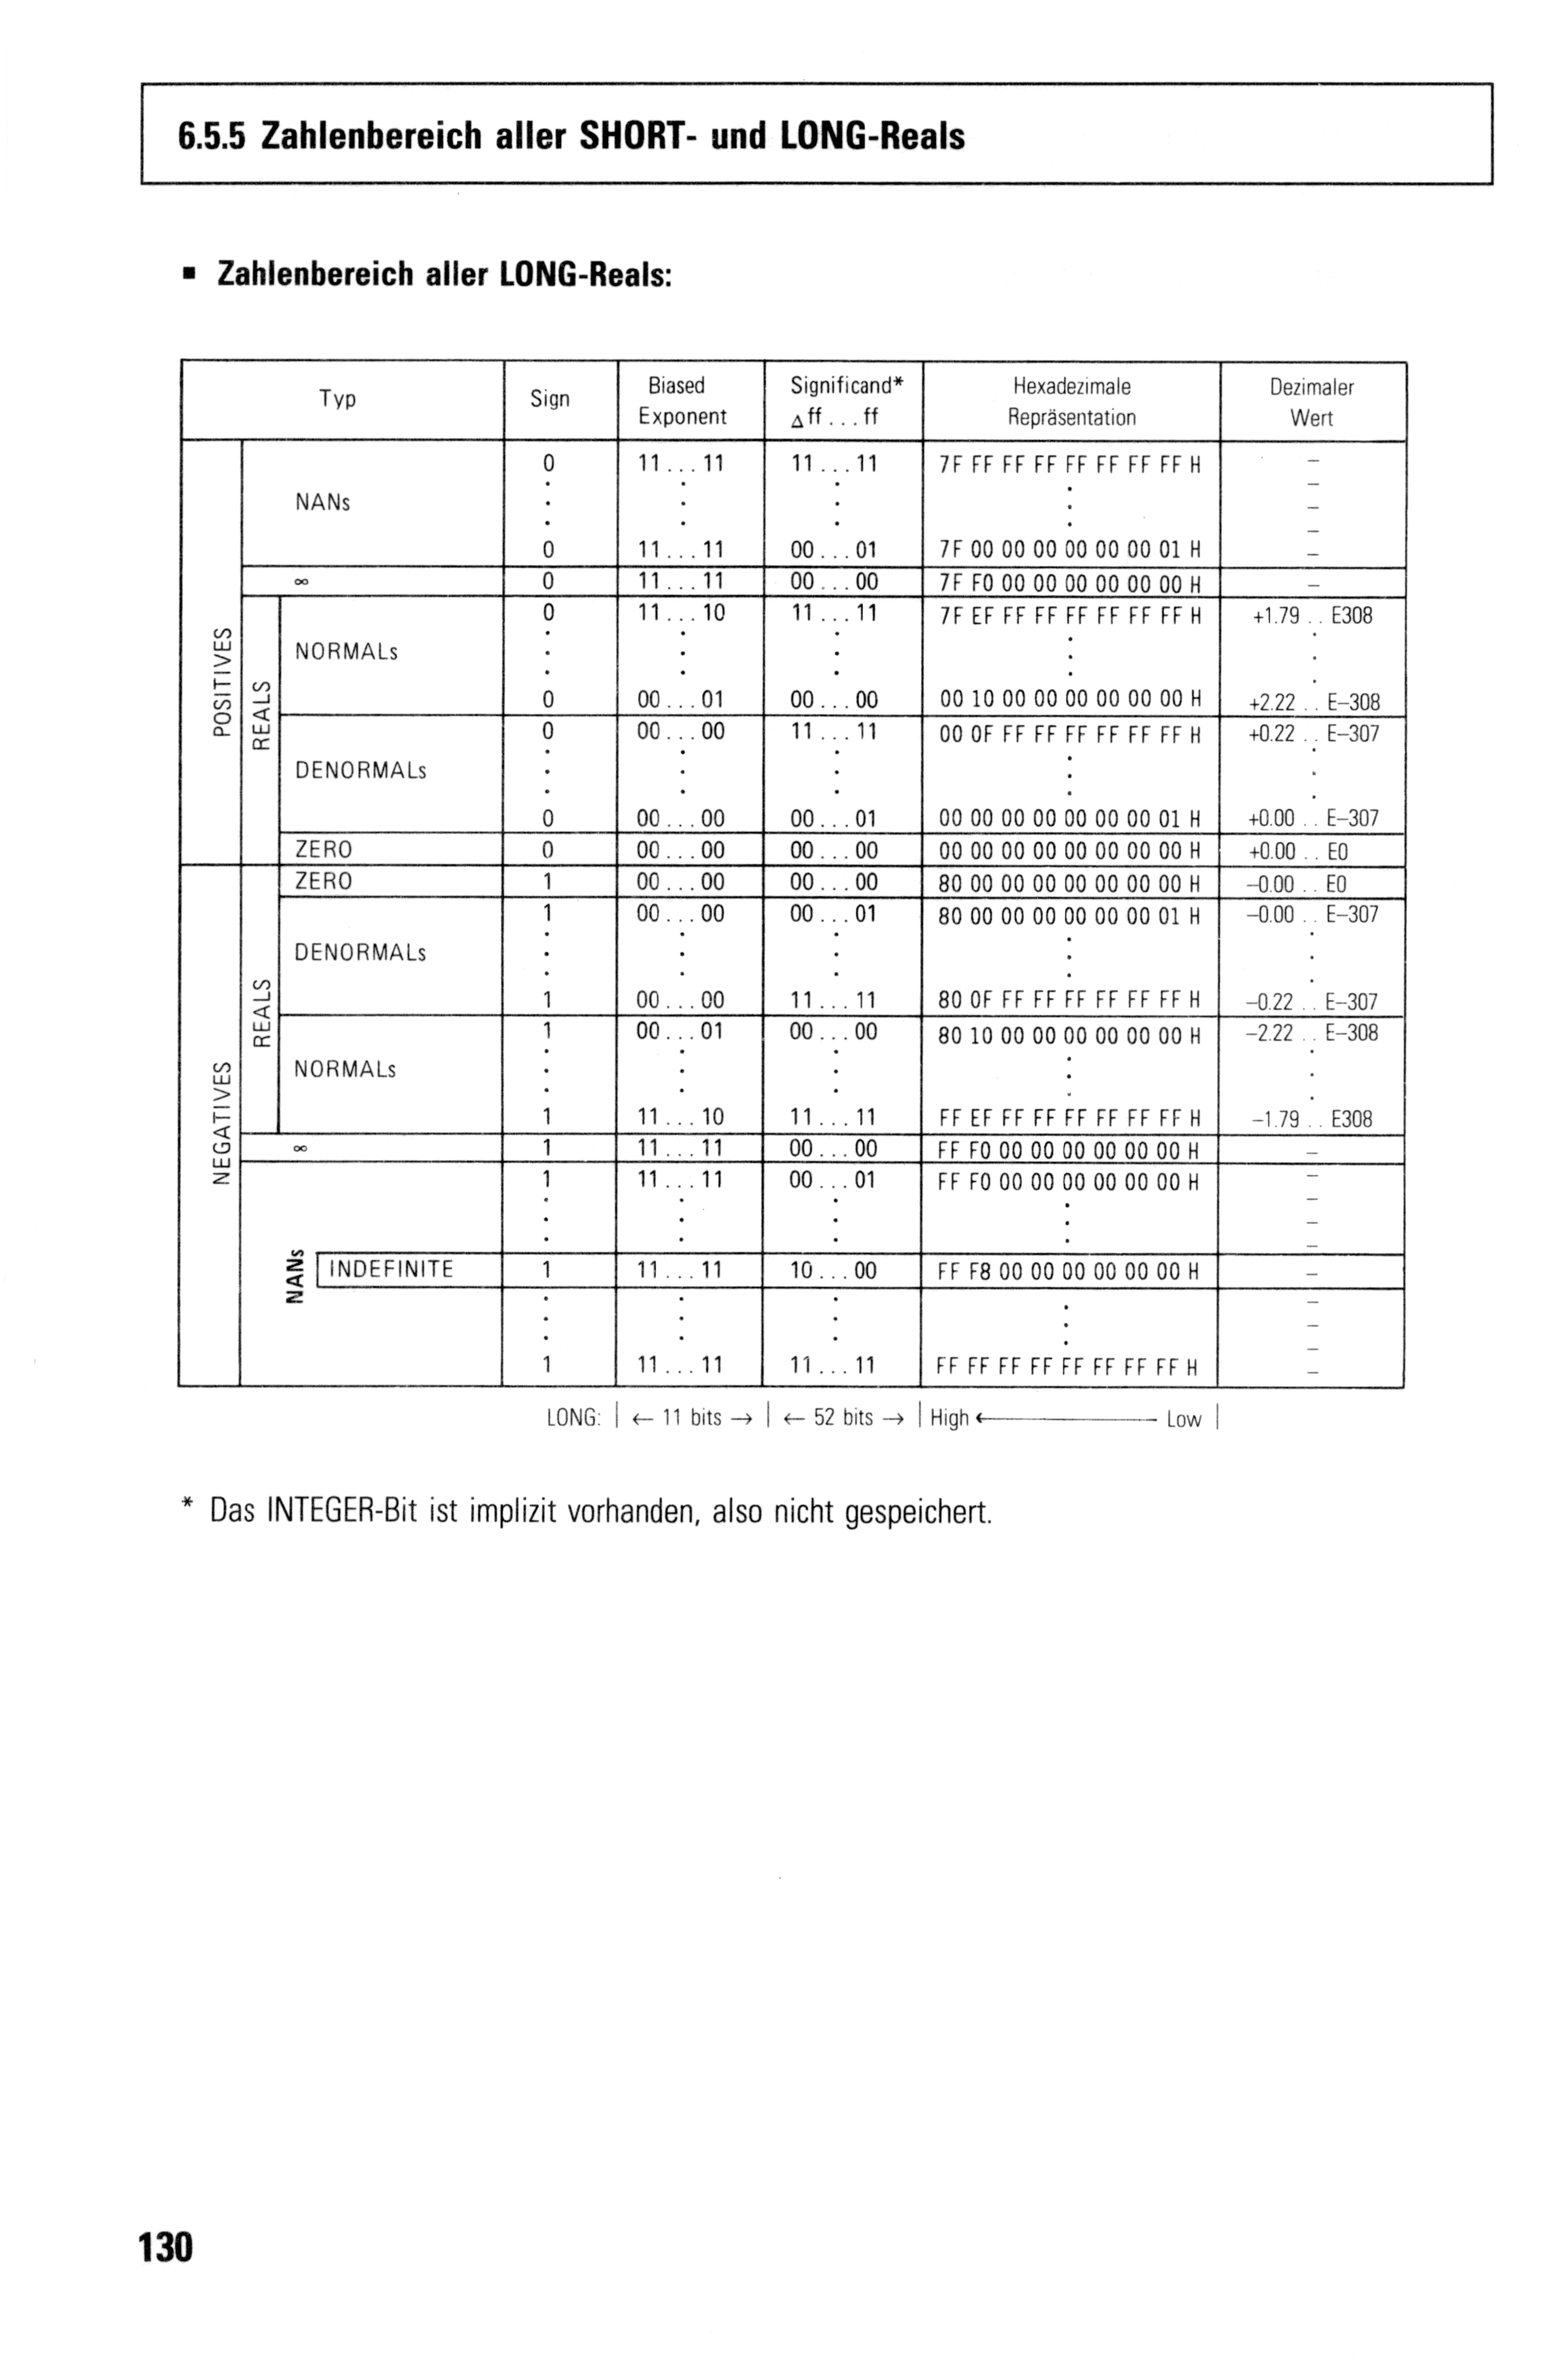 6.5.5 Zahlenbereich aller SHORT- und LONG-Reals
▪ Zahlenbereich aller LONG-Reals:
Typ Sign Biased Exponent Significand* Δff...ff Hexadezimale Repräsentation Dezimaler Wert
POSITIVES
NANs
0 11...11 11...11 7F FF FF FF FF FF FF FF H –
. . . . –
. . . . –
. . . . –
0 11...11 00...01 7F 00 00 00 00 00 00 01 H –
∞ 0 11...11 00...00 7F F0 00 00 00 00 00 00 H –
REALS
NORMALs
0 11...10 11...11 7F EF FF FF FF FF FF FF H +1.79 .. E308
. . . . .
. . . . .
. . . . .
0 00...01 00...00 00 10 00 00 00 00 00 00 H +2.22 .. E–308
DENORMALs
0 00...00 11...11 00 0F FF FF FF FF FF FF H +0.22 .. E–307
. . . . .
. . . . .
. . . . .
0 00...00 00...01 00 00 00 00 00 00 00 01 H +0.00 .. E–307
ZERO 0 00...00 00...00 00 00 00 00 00 00 00 00 H +0.00 .. E0
NEGATIVES
REALS
ZERO 1 00...00 00...00 80 00 00 00 00 00 00 00 H –0.00 .. E0
DENORMALs
1 00...00 00...01 80 00 00 00 00 00 00 01 H –0.00 .. E–307
. . . . .
. . . . .
. . . . .
1 00...00 11...11 80 0F FF FF FF FF FF FF H –0.22 .. E–307
NORMALs
1 00...01 00...00 80 10 00 00 00 00 00 00 H –2.22 .. E–308
. . . . .
. . . . .
. . . . .
1 11...10 11...11 FF EF FF FF FF FF FF FF H –1.79 .. E308
∞ 1 11...11 00...00 FF F0 00 00 00 00 00 00 H –
NANs
1 11...11 00...01 FF F0 00 00 00 00 00 00 H –
. . . . –
. . . . –
. . . . –
INDEFINITE 1 11...11 10...00 FF F8 00 00 00 00 00 00 H –
. . . . –
. . . . –
. . . . –
1 11...11 11...11 FF FF FF FF FF FF FF FF H –
LONG: | ← 11 bits → | ← 52 bits → | High ←——— Low |
* Das INTEGER-Bit ist implizit vorhanden, also nicht gespeichert.
130